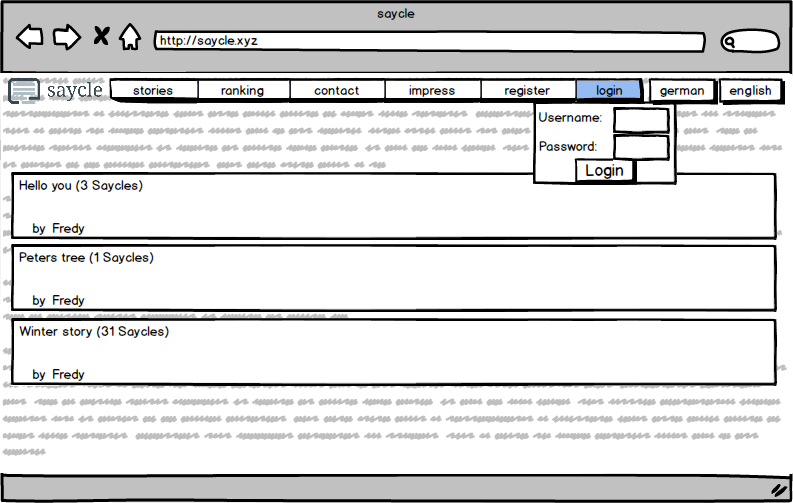 saycle
http://saycle.xyz
saycle stories ranking contact impress register login german english
Username:
Password:
Login
Hello you (3 Saycles)
by Fredy
Peters tree (1 Saycles)
by Fredy
Winter story (31 Saycles)
by Fredy